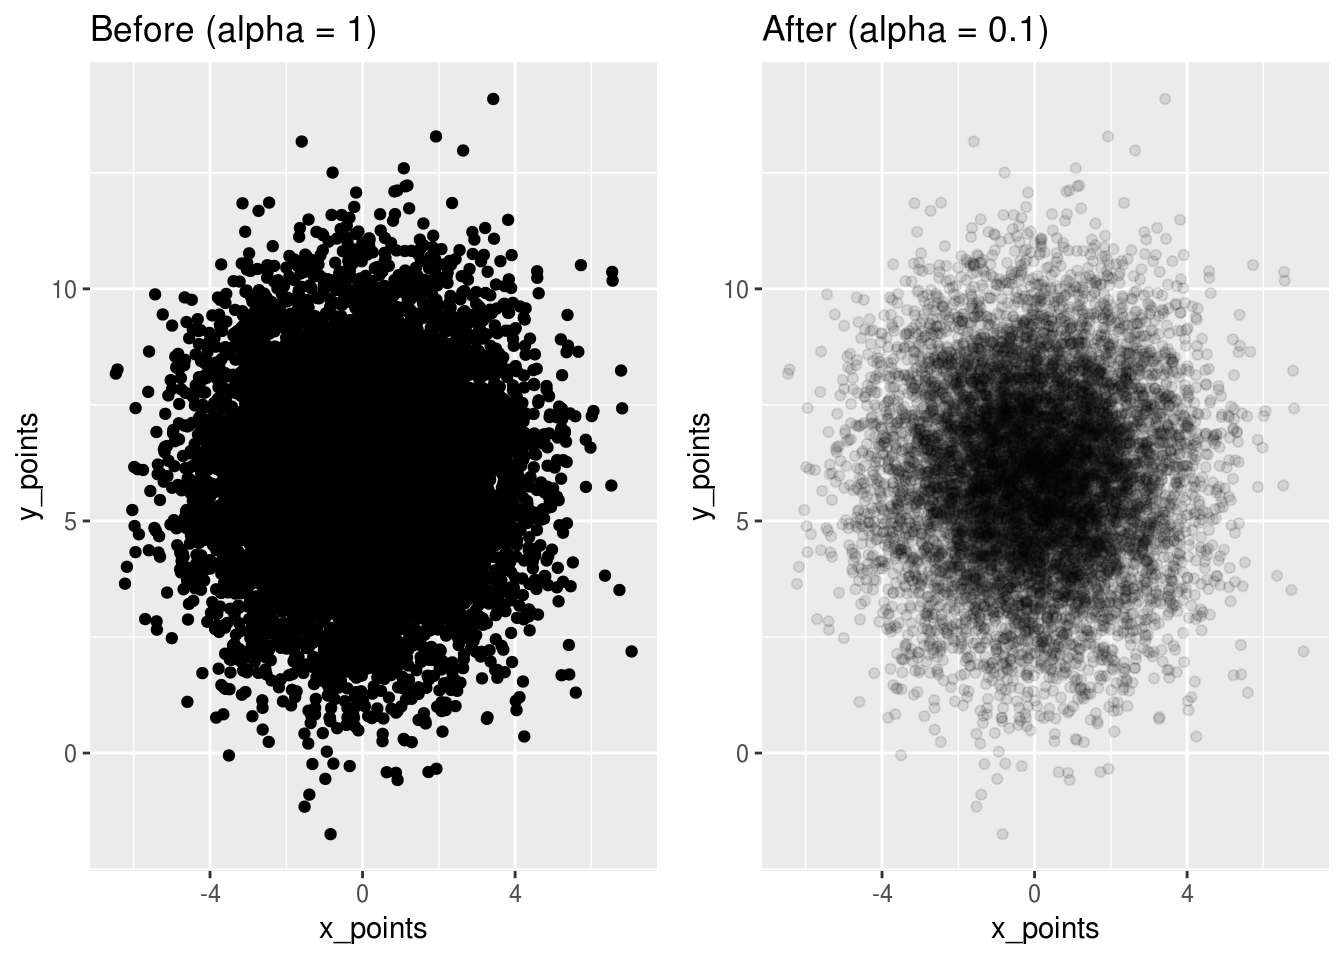 Before (alpha = 1)
y_points
10
5
0
-4
0
4
x_points
After (alpha = 0.1)
y_points
10
5
0
-4
0
4
x_points